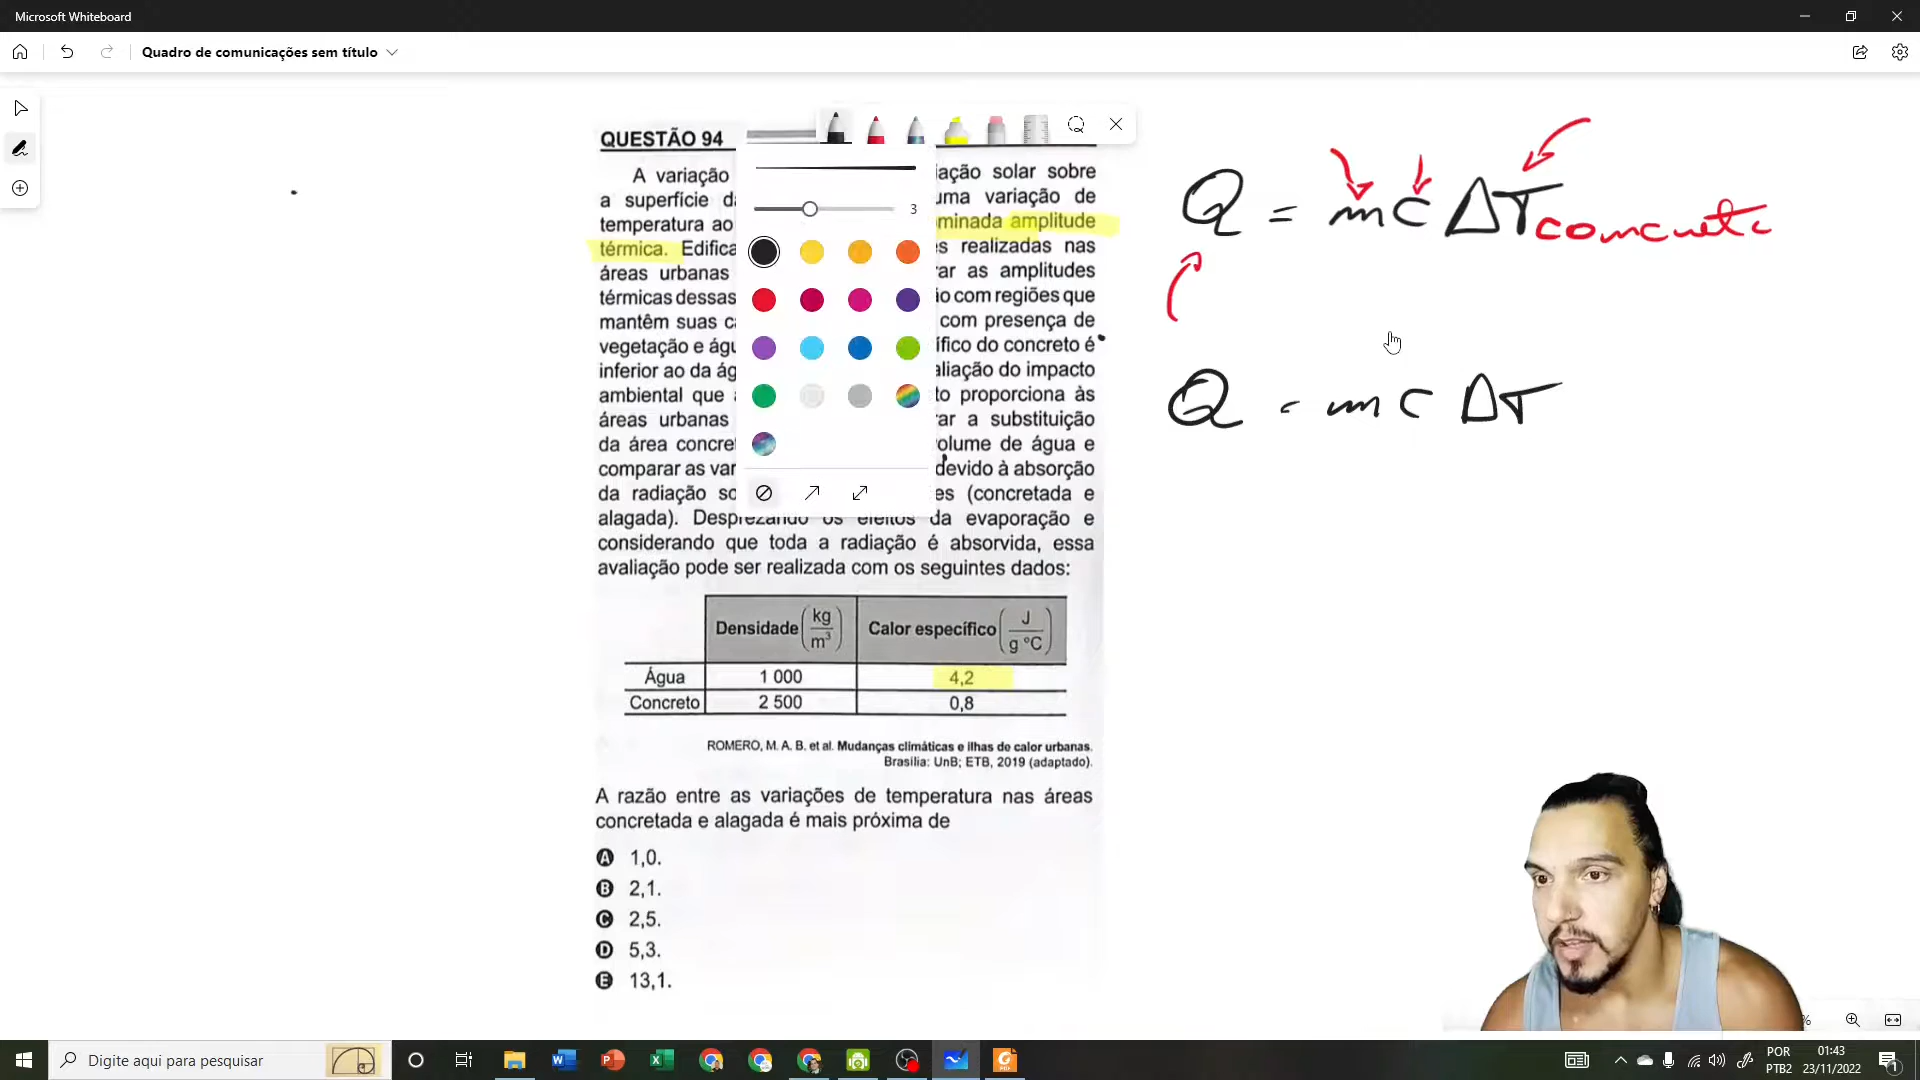 Microsoft Whiteboard
Quadro de comunicações sem título
QUESTÃO 94
A variação iação solar sobre
a superfície da uma variação de
temperatura ao ominada amplitude
térmica. Edifica s realizadas nas
áreas urbanas ar as amplitudes
térmicas dessas o com regiões que
mantêm suas c com presença de
vegetação e águ ífico do concreto é
inferior ao da ág aliação do impacto
ambiental que to proporciona às
áreas urbanas ar a substituição
da área concre olume de água e
comparar as var devido à absorção
da radiação so es (concretada e
alagada). Desprezando os efeitos da evaporação e
considerando que toda a radiação é absorvida, essa
avaliação pode ser realizada com os seguintes dados:
Densidade (kg/m³) Calor específico (J/g °C)
Água 1 000 4,2
Concreto 2 500 0,8
ROMERO, M. A. B. et al. Mudanças climáticas e ilhas de calor urbanas.
Brasília: UnB; ETB, 2019 (adaptado).
A razão entre as variações de temperatura nas áreas
concretada e alagada é mais próxima de
A 1,0.
B 2,1.
C 2,5.
D 5,3.
E 13,1.
3
Q = m c ΔT concreto
Q = m c ΔT
%
Digite aqui para pesquisar
POR
PTB2
01:43
23/11/2022
1